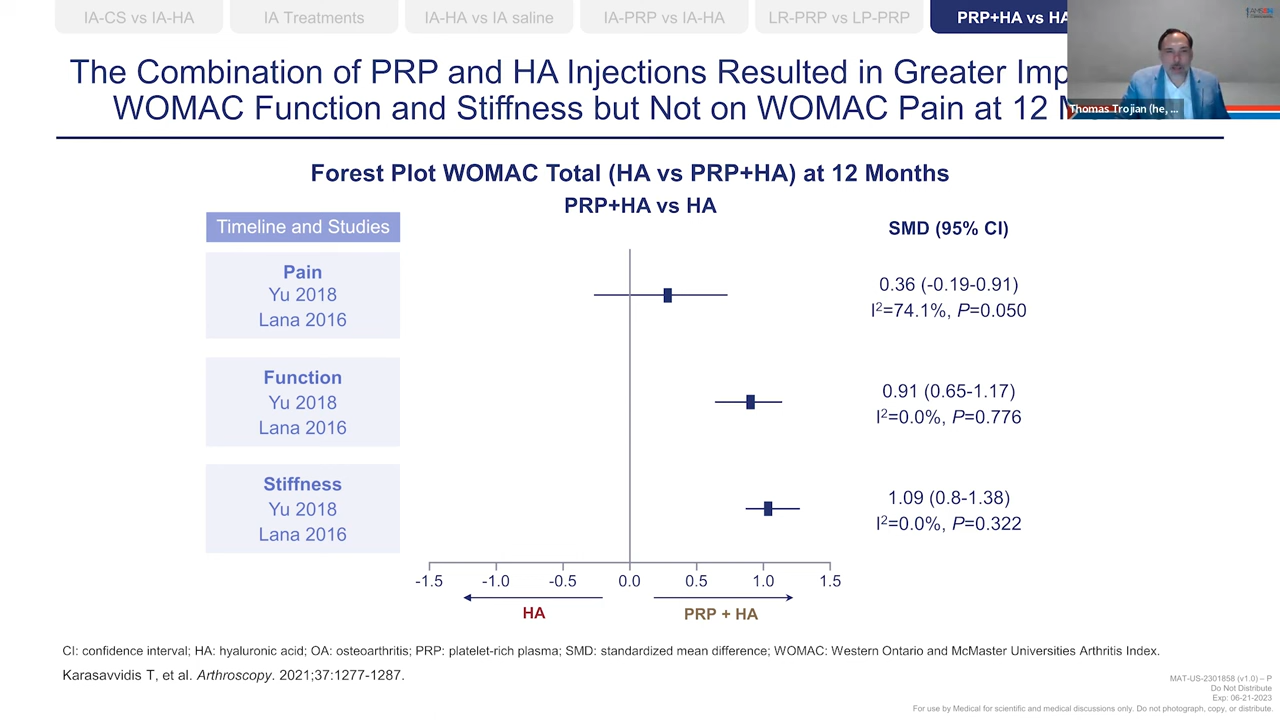 IA-CS vs IA-HA
IA Treatments
IA-HA vs IA saline
IA-PRP vs IA-HA
LR-PRP vs LP-PRP
PRP+HA vs HA
The Combination of PRP and HA Injections Resulted in Greater Imp
WOMAC Function and Stiffness but Not on WOMAC Pain at 12 M
Thomas Trojian (he, ...
Forest Plot WOMAC Total (HA vs PRP+HA) at 12 Months
PRP+HA vs HA
Timeline and Studies
SMD (95% CI)
Pain
Yu 2018
Lana 2016
0.36 (-0.19-0.91)
I²=74.1%, P=0.050
Function
Yu 2018
Lana 2016
0.91 (0.65-1.17)
I²=0.0%, P=0.776
Stiffness
Yu 2018
Lana 2016
1.09 (0.8-1.38)
I²=0.0%, P=0.322
-1.5 -1.0 -0.5 0.0 0.5 1.0 1.5
HA
PRP + HA
CI: confidence interval; HA: hyaluronic acid; OA: osteoarthritis; PRP: platelet-rich plasma; SMD: standardized mean difference; WOMAC: Western Ontario and McMaster Universities Arthritis Index.
Karasavvidis T, et al. Arthroscopy. 2021;37:1277-1287.
MAT-US-2301858 (v1.0) – P
Do Not Distribute
Exp: 06-21-2023
For use by Medical for scientific and medical discussions only. Do not photograph, copy, or distribute.